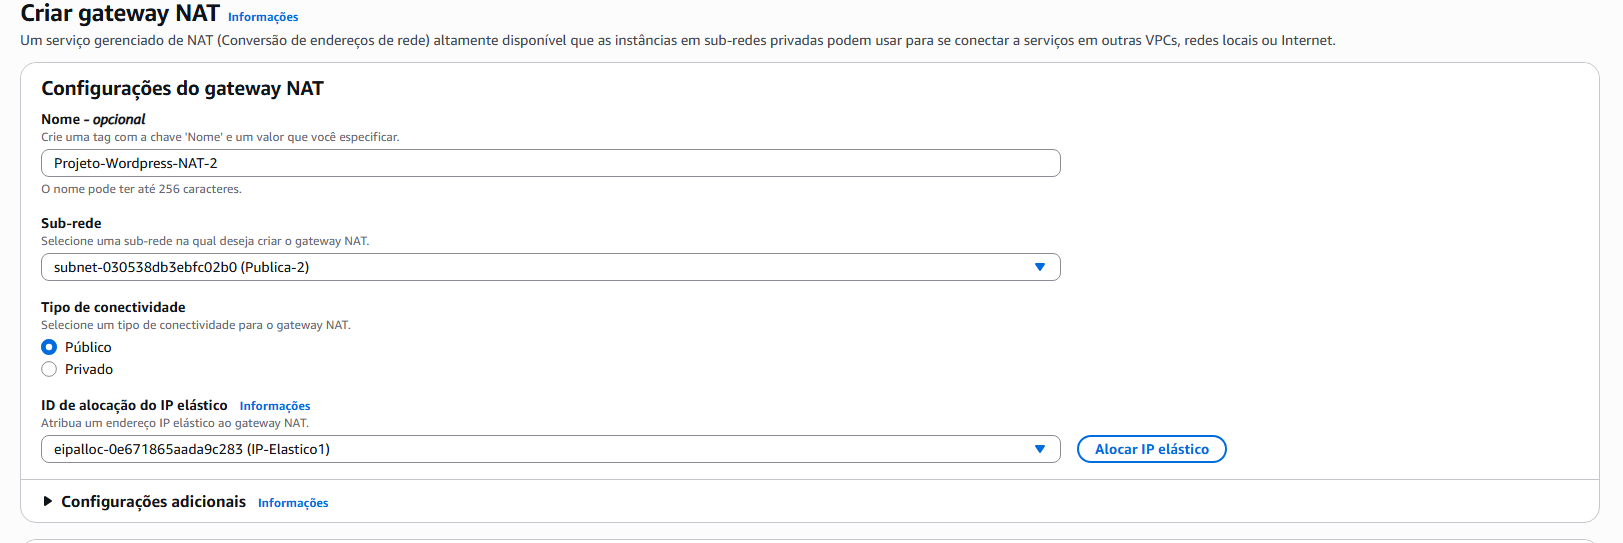 Criar gateway NAT Informações
Um serviço gerenciado de NAT (Conversão de endereços de rede) altamente disponível que as instâncias em sub-redes privadas podem usar para se conectar a serviços em outras VPCs, redes locais ou Internet.
Configurações do gateway NAT
Nome - opcional
Crie uma tag com a chave 'Nome' e um valor que você especificar.
Projeto-Wordpress-NAT-2
O nome pode ter até 256 caracteres.
Sub-rede
Selecione uma sub-rede na qual deseja criar o gateway NAT.
subnet-030538db3ebfc02b0 (Publica-2)
Tipo de conectividade
Selecione um tipo de conectividade para o gateway NAT.
Público
Privado
ID de alocação do IP elástico Informações
Atribua um endereço IP elástico ao gateway NAT.
eipalloc-0e671865aada9c283 (IP-Elastico1) Alocar IP elástico
Configurações adicionais Informações